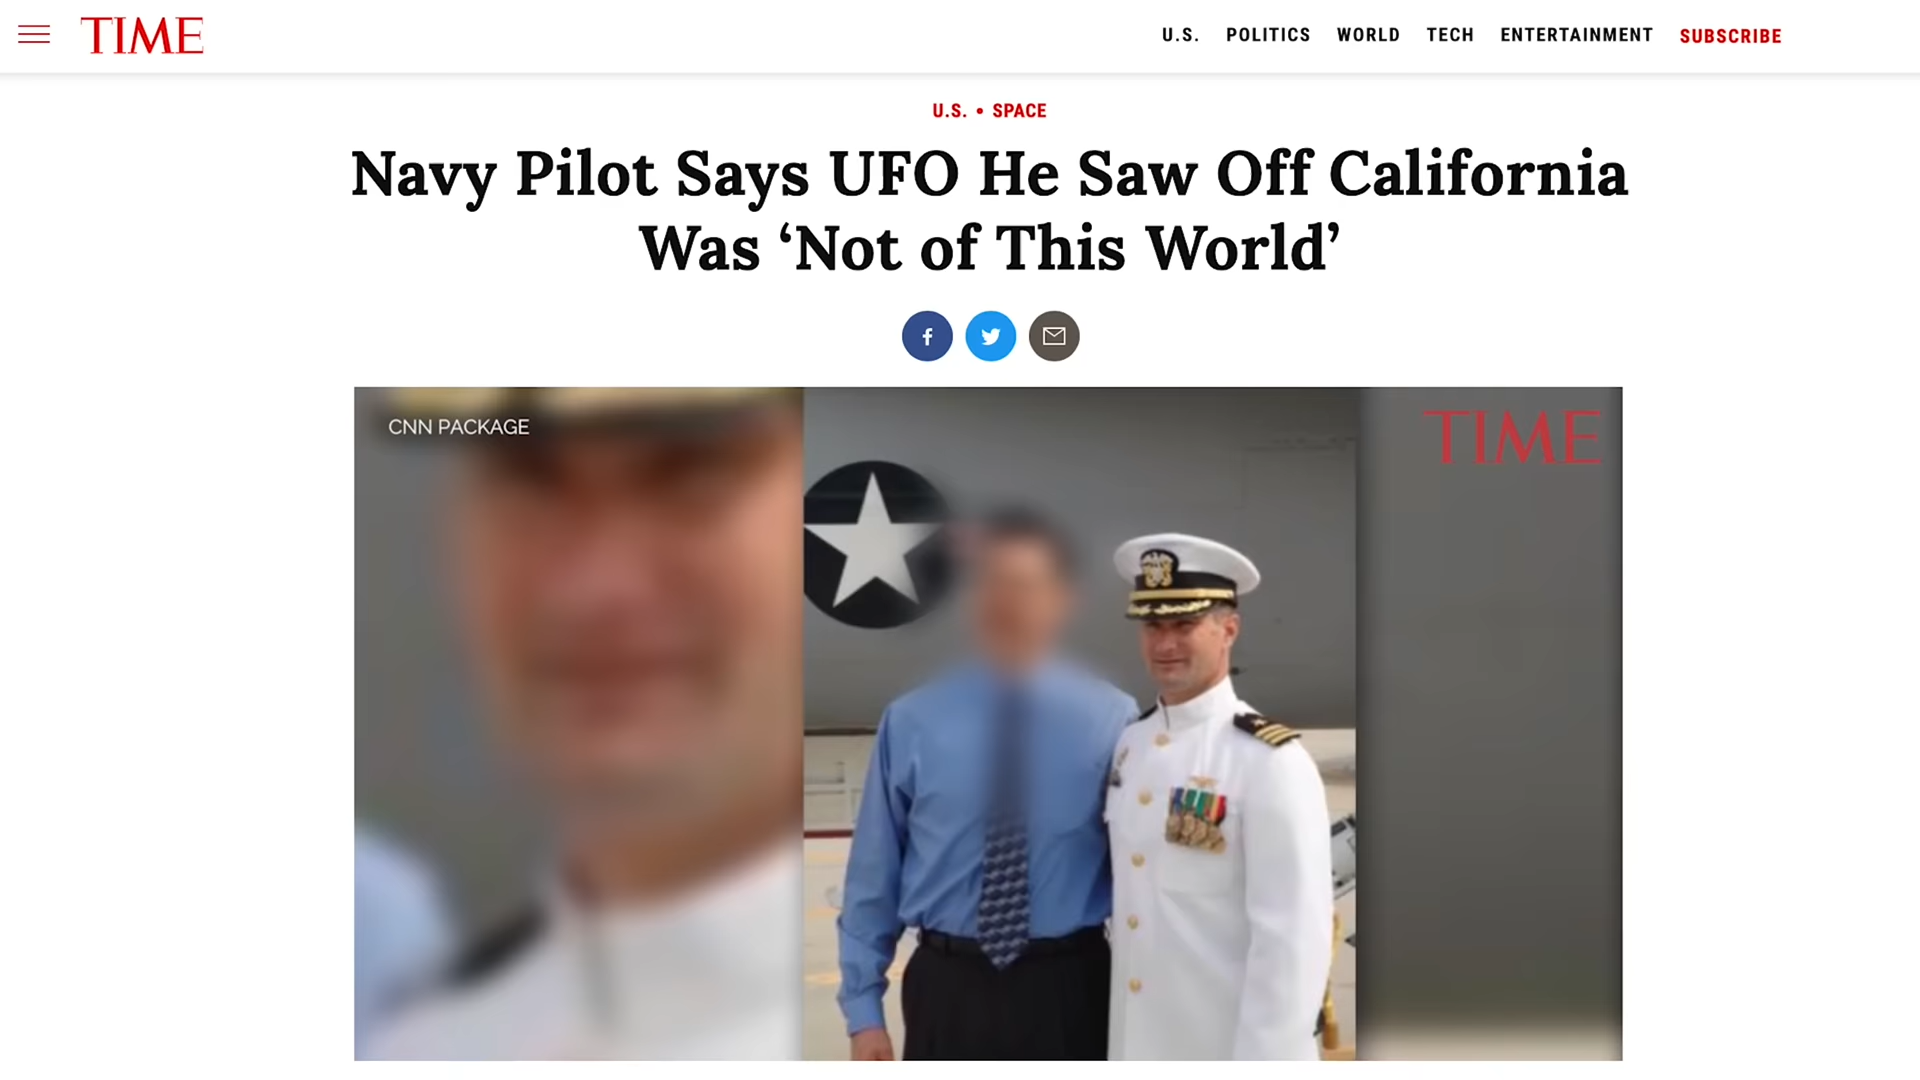 TIME
U.S. POLITICS WORLD TECH ENTERTAINMENT SUBSCRIBE
U.S. • SPACE
Navy Pilot Says UFO He Saw Off California
Was ‘Not of This World’
f
CNN PACKAGE
TIME